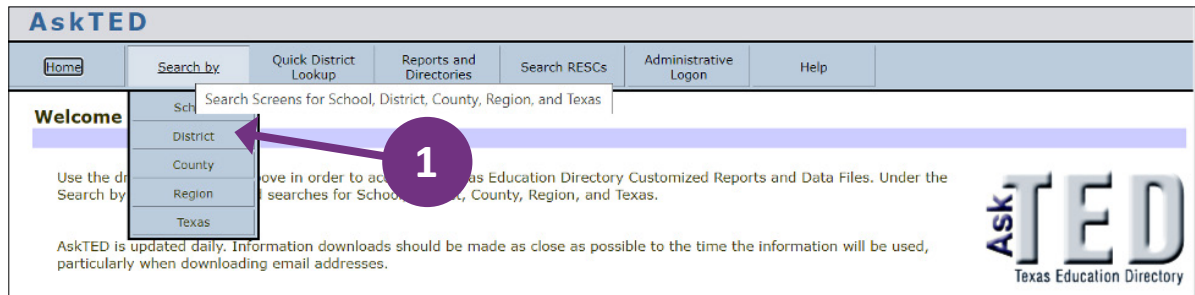 AskTED
Home
Search by
Quick District
Lookup
Reports and
Directories
Search RESCs
Administrative
Logon
Help
Search Screens for School, District, County, Region, and Texas
Welcome
District
County
Region
Texas
1
Use the ove in order to as Education Directory Customized Reports and Data Files. Under the
Search by searches for County, Region, and Texas.
AskTED is updated daily. Information downloads should be made as close as possible to the time the information will be used,
particularly when downloading email addresses.
Ask
TED
Texas Education Directory